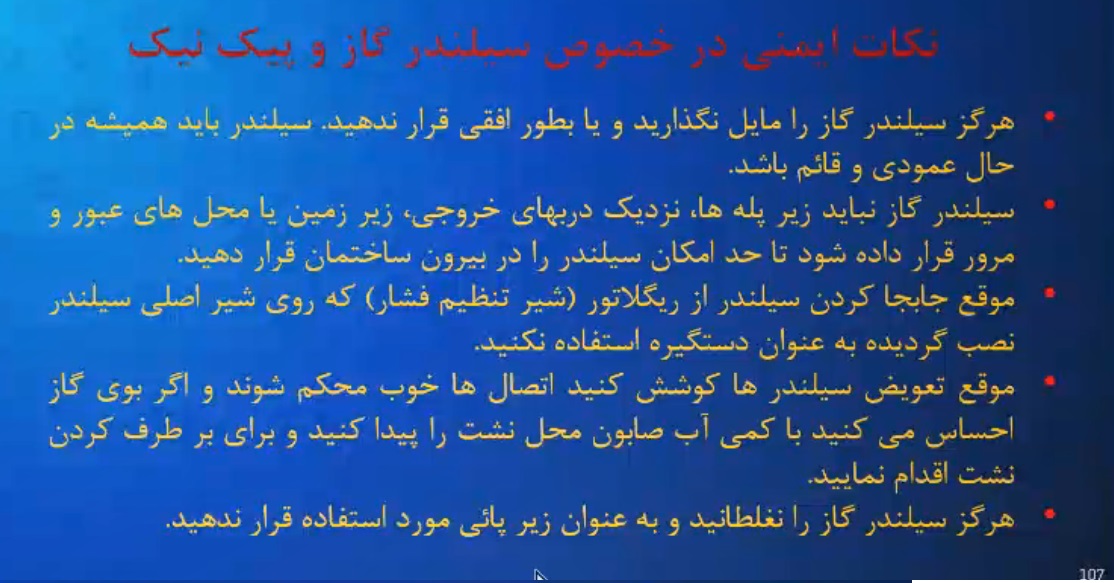 نکات ایمنی در خصوص سیلندر گاز و پیک نیک
• هرگز سیلندر گاز را مایل نگذارید و یا بطور افقی قرار ندهید. سیلندر باید همیشه در
حال عمودی و قائم باشد.
• سیلندر گاز نباید زیر پله ها، نزدیک دربهای خروجی، زیر زمین یا محل های عبور و
مرور قرار داده شود تا حد امکان سیلندر را در بیرون ساختمان قرار دهید.
• موقع جابجا کردن سیلندر از ریگلاتور (شیر تنظیم فشار) که روی شیر اصلی سیلندر
نصب گردیده به عنوان دستگیره استفاده نکنید.
• موقع تعویض سیلندر ها کوشش کنید اتصال ها خوب محکم شوند و اگر بوی گاز
احساس می کنید با کمی آب صابون محل نشت را پیدا کنید و برای بر طرف کردن
نشت اقدام نمایید.
• هرگز سیلندر گاز را نغلطانید و به عنوان زیر پائی مورد استفاده قرار ندهید.
107